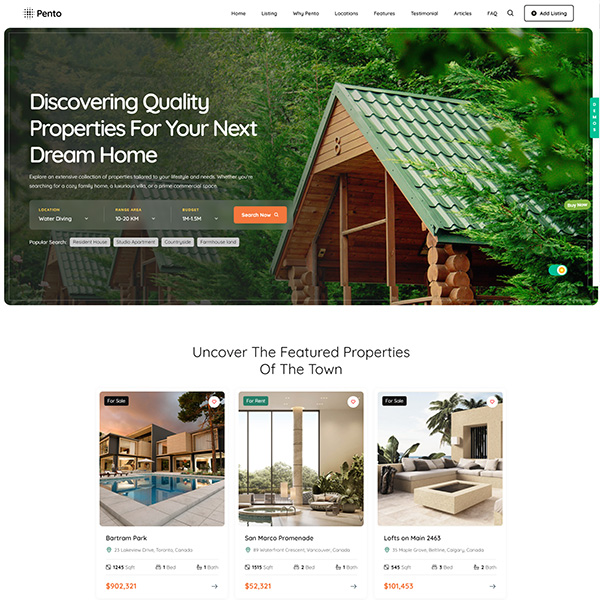 Pento
Home Listing Why Pento Locations Features Testimonial Articles FAQ
Add Listing
Discovering Quality
Properties For Your Next
Dream Home
Explore an extensive collection of properties tailored to your lifestyle and needs. Whether you're
searching for a cozy family home, a luxurious villa, or a prime commercial space.
LOCATION RANGE AREA BUDGET
Water Diving 10-20 KM 1M-1.5M Search Now
Popular Search: Resident House Studio Apartment Countryside Farmhouse land
DEMOS
Buy Now
Uncover The Featured Properties
Of The Town
For Sale For Rent For Sale
Bartram Park San Marco Promenade Lofts on Main 2463
23 Lakeview Drive, Toronto, Canada 89 Waterfront Crescent, Vancouver, Canada 35 Maple Grove, Beltline, Calgary, Canada
1245 Sqft 1 Bed 1 Bath 1515 Sqft 2 Bed 1 Bath 545 Sqft 3 Bed 1 Bath
$902,321 $52,321 $101,453